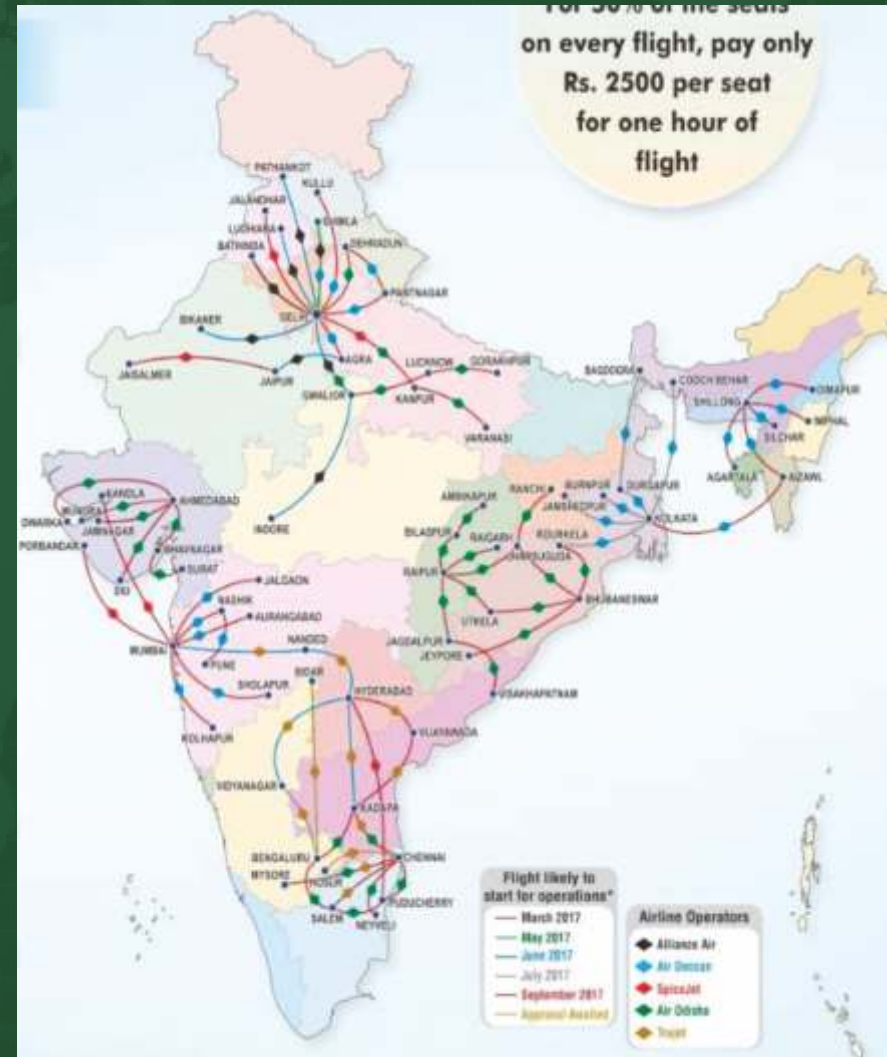 on every flight, pay only
Rs. 2500 per seat
for one hour of
flight
PATHANKOT
KULLU
JALANDHAR
LUDHIANA
SHIMLA
BATHINDA
DEHRADUN
PANTNAGAR
DELHI
BIKANER
AGRA
LUCKNOW
GORAKHPUR
JAISALMER
JAIPUR
GWALIOR
KANPUR
VARANASI
BAGDOGRA
COOCH BEHAR
SHILLONG
DIMAPUR
IMPHAL
SILCHAR
AGARTALA
AIZAWL
KANDLA
AHMEDABAD
MUNDRA
DWARKA
JAMNAGAR
PORBANDAR
BHAVNAGAR
SURAT
DIU
INDORE
AMBIKAPUR
RANCHI
BURNPUR
DURGAPUR
JAMSHEDPUR
KOLKATA
BILASPUR
RAIGARH
ROURKELA
JHARSUGUDA
RAIPUR
BHUBANESWAR
UTKELA
JAGDALPUR
JEYPORE
VISAKHAPATNAM
JALGAON
NASHIK
AURANGABAD
NANDED
MUMBAI
PUNE
BIDAR
SHOLAPUR
HYDERABAD
KOLHAPUR
VIJAYAWADA
VIDYANAGAR
KADAPA
BENGALURU
CHENNAI
MYSORE
HOSUR
PUDUCHERRY
SALEM
NEYVELI
Flight likely to
start for operations*
March 2017
May 2017
June 2017
July 2017
September 2017
Approval Awaited
Airline Operators
Alliance Air
Air Deccan
SpiceJet
Air Odisha
Trujet